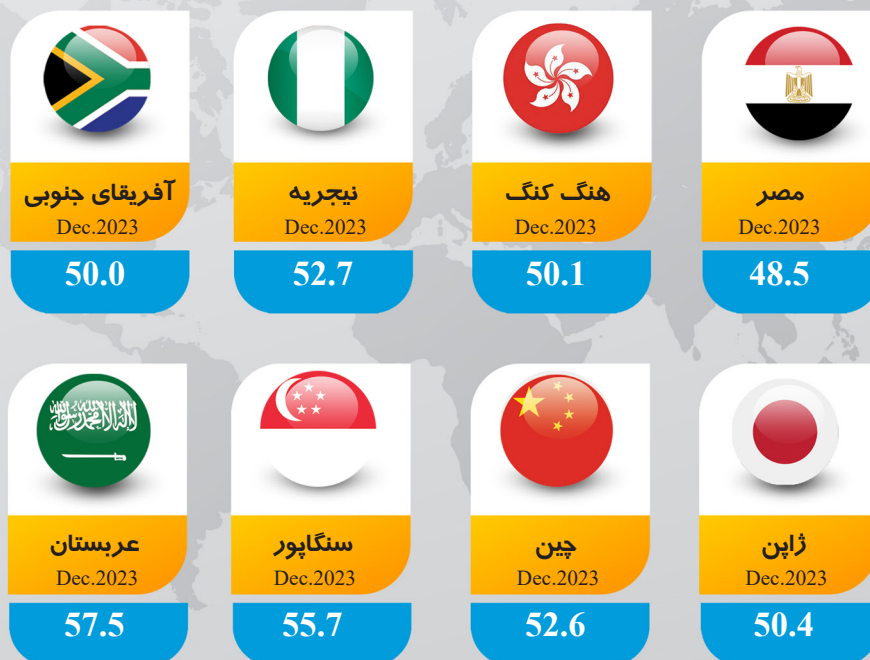 آفریقای جنوبی
Dec.2023
50.0
نیجریه
Dec.2023
52.7
هنگ کنگ
Dec.2023
50.1
مصر
Dec.2023
48.5
عربستان
Dec.2023
57.5
سنگاپور
Dec.2023
55.7
چین
Dec.2023
52.6
ژاپن
Dec.2023
50.4